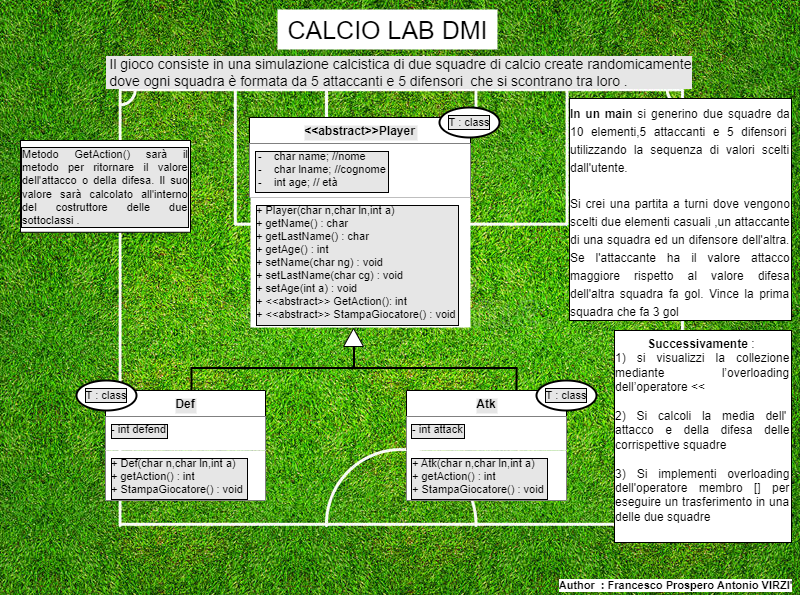 CALCIO LAB DMI
Il gioco consiste in una simulazione calcistica di due squadre di calcio create randomicamente
dove ogni squadra è formata da 5 attaccanti e 5 difensori che si scontrano tra loro .
Metodo GetAction() sarà il
metodo per ritornare il valore
dell'attacco o della difesa. Il suo
valore sarà calcolato all'interno
del costruttore delle due
sottoclassi .
<<abstract>>Player
T : class
- char name; //nome
- char lname; //cognome
- int age; // età
+ Player(char n,char ln,int a)
+ getName() : char
+ getLastName() : char
+ getAge() : int
+ setName(char ng) : void
+ setLastName(char cg) : void
+ setAge(int a) : void
+ <<abstract>> GetAction(): int
+ <<abstract>> StampaGiocatore() : void
In un main si generino due squadre da
10 elementi,5 attaccanti e 5 difensori
utilizzando la sequenza di valori scelti
dall'utente.
Si crei una partita a turni dove vengono
scelti due elementi casuali ,un attaccante
di una squadra ed un difensore dell'altra.
Se l'attaccante ha il valore attacco
maggiore rispetto al valore difesa
dell'altra squadra fa gol. Vince la prima
squadra che fa 3 gol
T : class
Def
- int defend
+ Def(char n,char ln,int a)
+ getAction() : int
+ StampaGiocatore() : void
T : class
Atk
- int attack
+ Atk(char n,char ln,int a)
+ getAction() : int
+ StampaGiocatore() : void
Successivamente :
1) si visualizzi la collezione
mediante l'overloading
dell'operatore <<
2) Si calcoli la media dell'
attacco e della difesa delle
corrispettive squadre
3) Si implementi overloading
dell'operatore membro [] per
eseguire un trasferimento in una
delle due squadre
Author : Francesco Prospero Antonio VIRZI'